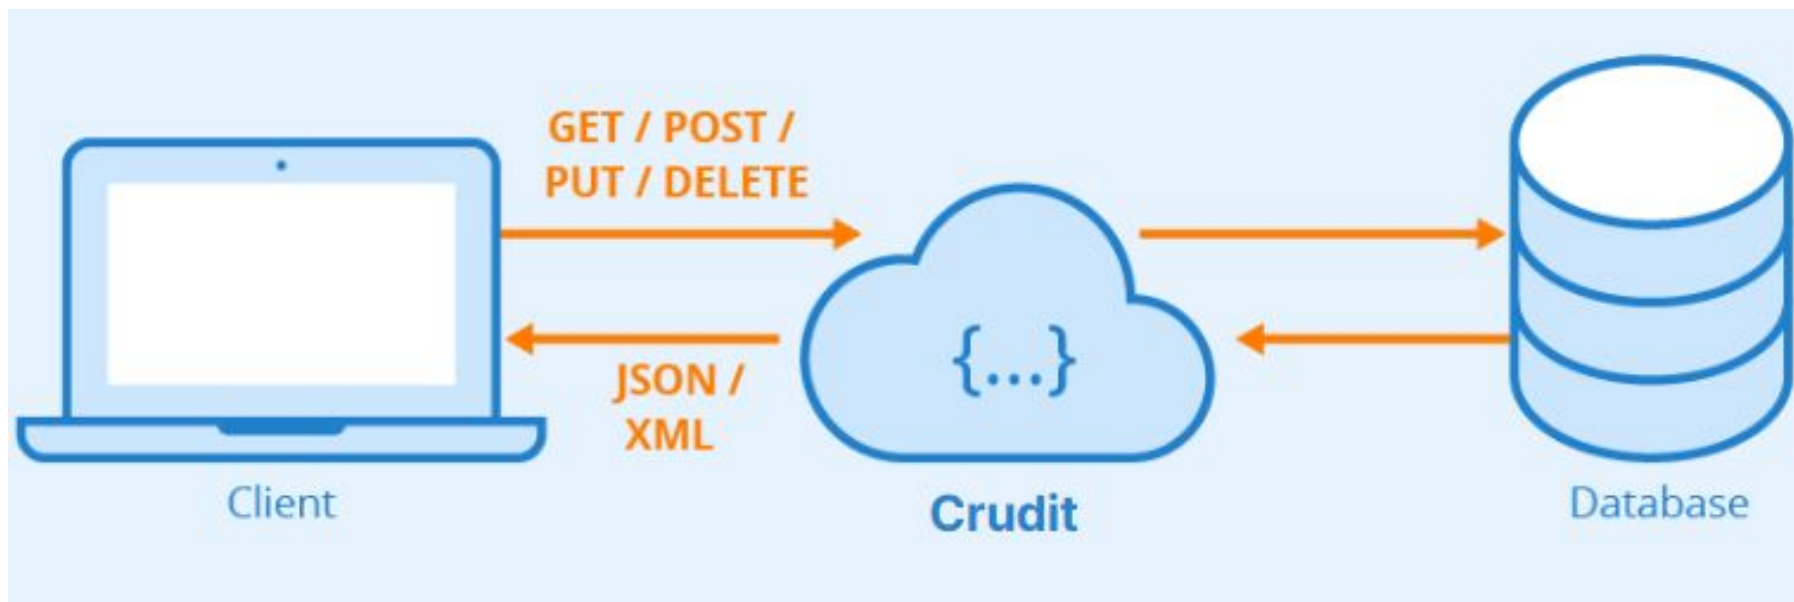 GET / POST /
PUT / DELETE
{...}
JSON /
XML
Client
Crudit
Database